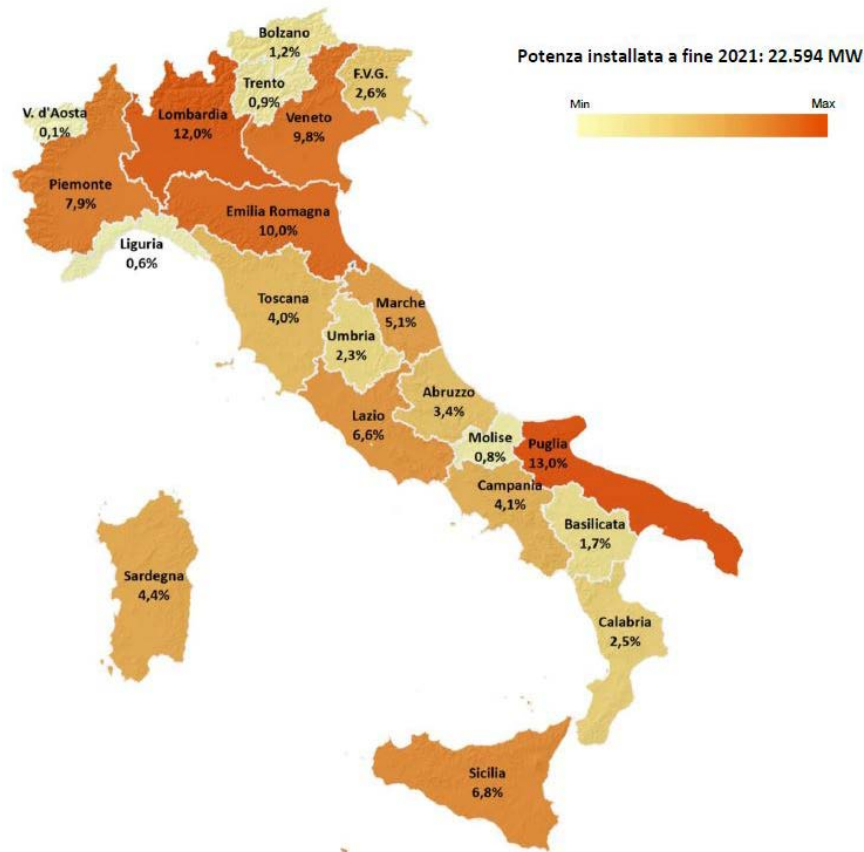 Bolzano
1,2%
Potenza installata a fine 2021: 22.594 MW
Trento
0,9%
F.V.G.
2,6%
Min
Max
V. d'Aosta
0,1%
Lombardia
12,0%
Veneto
9,8%
Piemonte
7,9%
Emilia Romagna
10,0%
Liguria
0,6%
Toscana
4,0%
Marche
5,1%
Umbria
2,3%
Abruzzo
3,4%
Lazio
6,6%
Molise
0,8%
Puglia
13,0%
Campania
4,1%
Basilicata
1,7%
Sardegna
4,4%
Calabria
2,5%
Sicilia
6,8%